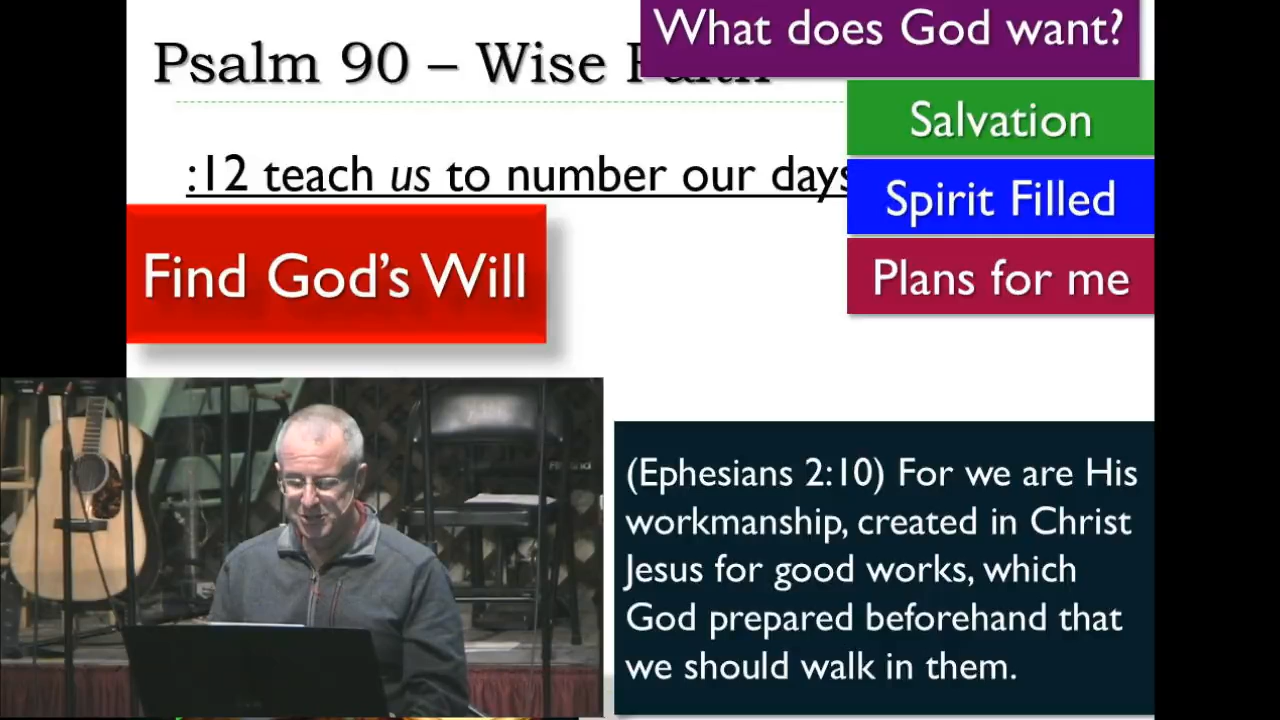 What does God want?
Psalm 90 – Wise Faith
Salvation
:12 teach us to number our days
Spirit Filled
Find God's Will
Plans for me
(Ephesians 2:10) For we are His
workmanship, created in Christ
Jesus for good works, which
God prepared beforehand that
we should walk in them.